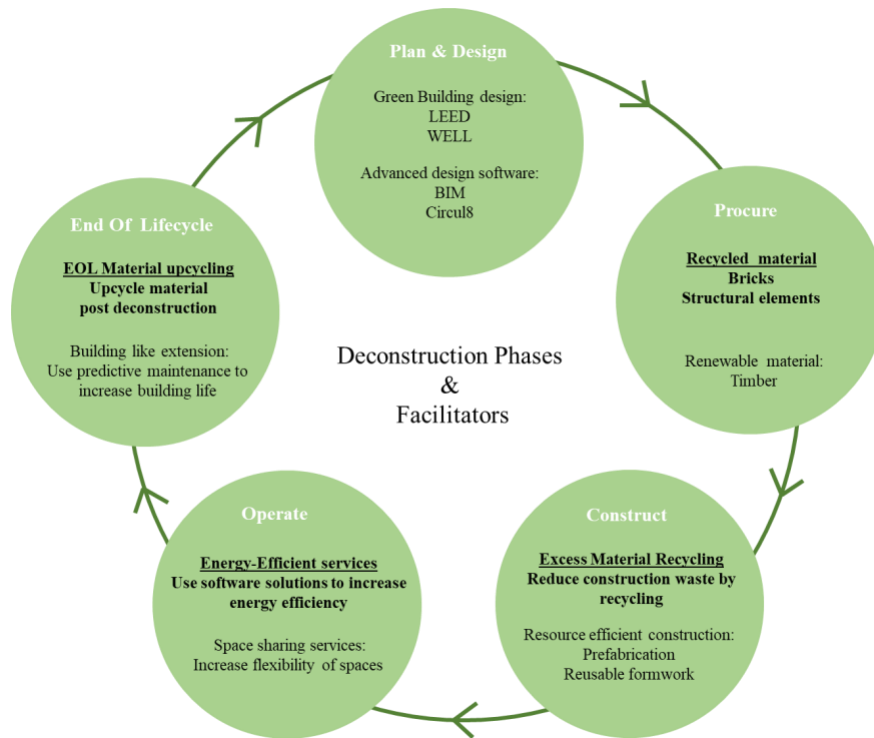 Plan & Design
Green Building design:
LEED
WELL
Advanced design software:
BIM
Circul8
Procure
Recycled material
Bricks
Structural elements
Renewable material:
Timber
Construct
Excess Material Recycling
Reduce construction waste by
recycling
Resource efficient construction:
Prefabrication
Reusable formwork
Operate
Energy-Efficient services
Use software solutions to increase
energy efficiency
Space sharing services:
Increase flexibility of spaces
End Of Lifecycle
EOL Material upcycling
Upcycle material
post deconstruction
Building like extension:
Use predictive maintenance to
increase building life
Deconstruction Phases
&
Facilitators